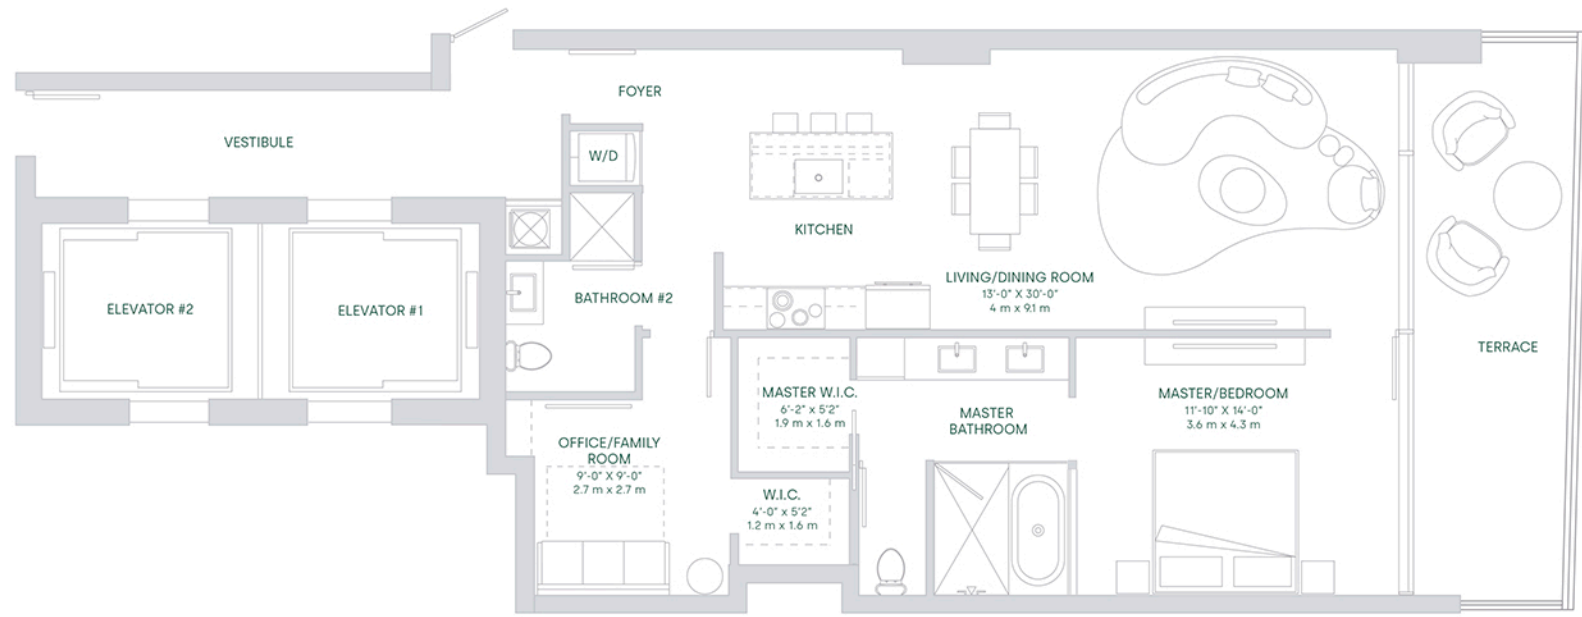 FOYER
VESTIBULE
W/D
KITCHEN
ELEVATOR #2
ELEVATOR #1
BATHROOM #2
LIVING/DINING ROOM
13'-0" X 30'-0"
4 m x 9.1 m
TERRACE
MASTER W.I.C.
6'-2" x 5'2"
1.9 m x 1.6 m
MASTER
BATHROOM
MASTER/BEDROOM
11'-10" X 14'-0"
3.6 m x 4.3 m
OFFICE/FAMILY
ROOM
9'-0" X 9'-0"
2.7 m x 2.7 m
W.I.C.
4'-0" x 5'2"
1.2 m x 1.6 m